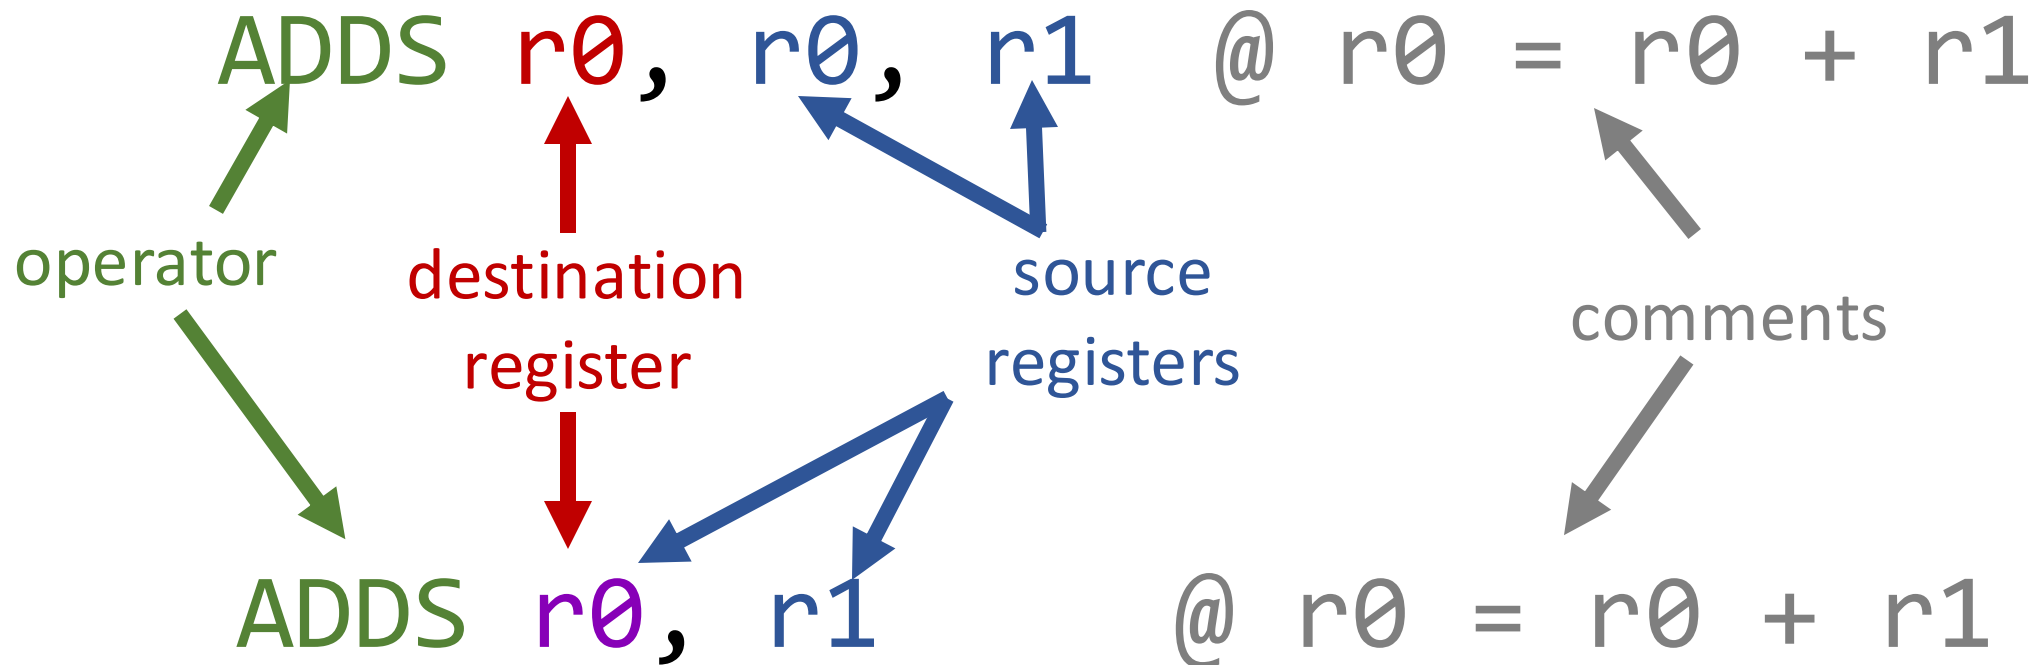 ADDS r0, r0, r1 @ r0 = r0 + r1
operator
destination
register
source
registers
comments
ADDS r0, r1 @ r0 = r0 + r1